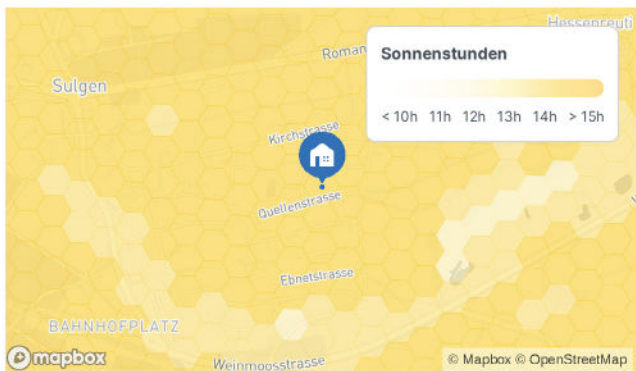 Hessenreuti
Sulgen
Roman
Sonnenstunden
< 10h 11h 12h 13h 14h > 15h
Kirchstrasse
Quellenstrasse
Ebnetstrasse
BAHNHOFPLATZ
Weinmoosstrasse
mapbox
© Mapbox © OpenStreetMap